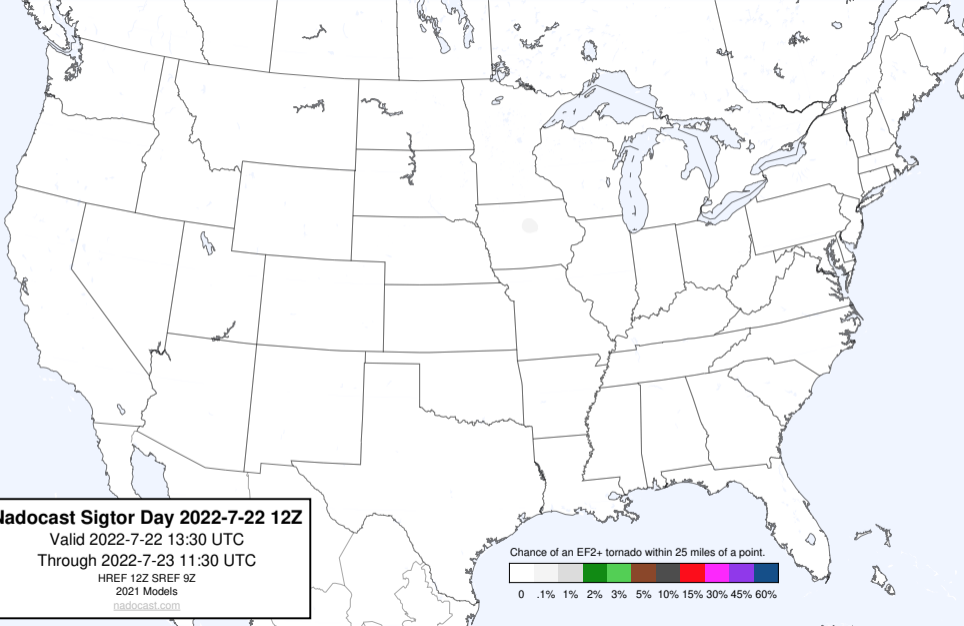 Nadocast Sigtor Day 2022-7-22 12Z
Valid 2022-7-22 13:30 UTC
Through 2022-7-23 11:30 UTC
HREF 12Z SREF 9Z
2021 Models
nadocast.com
Chance of an EF2+ tornado within 25 miles of a point.
0 .1% 1% 2% 3% 5% 10% 15% 30% 45% 60%